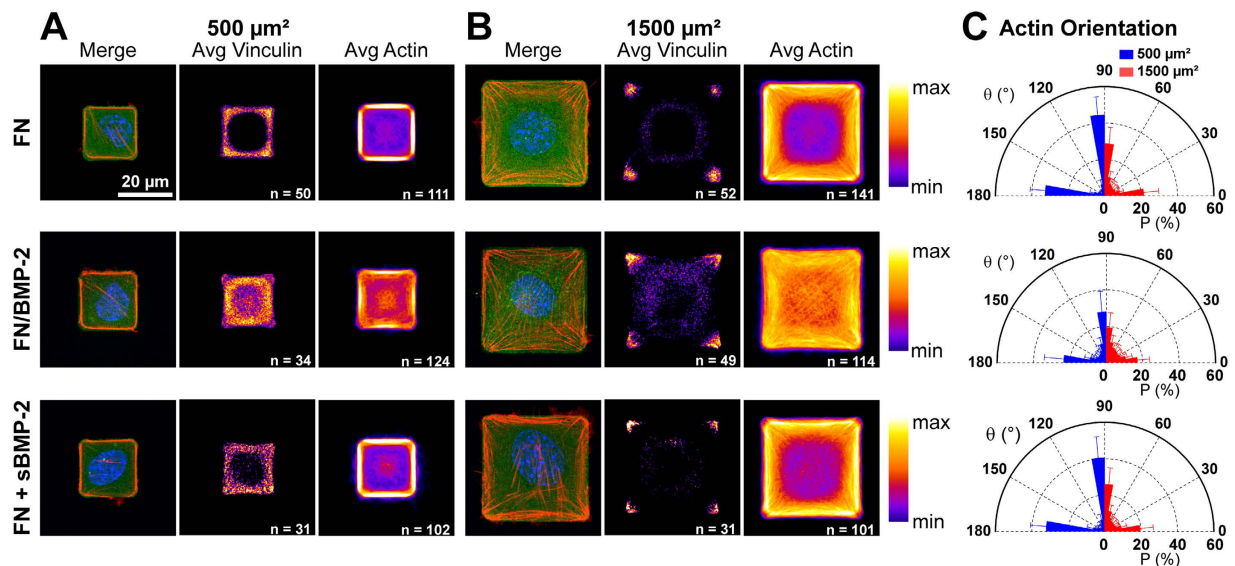 A
500 µm²
B
1500 µm²
C Actin Orientation
Merge
Avg Vinculin
Avg Actin
Merge
Avg Vinculin
Avg Actin
500 µm²
1500 µm²
FN
20 µm
n = 50
n = 111
n = 52
n = 141
max
min
θ (°)
90
120
60
150
30
180
0
0 20 40 60
P (%)
FN/BMP-2
n = 34
n = 124
n = 49
n = 114
max
min
θ (°)
90
120
60
150
30
180
0
0 20 40 60
P (%)
FN + sBMP-2
n = 31
n = 102
n = 31
n = 101
max
min
θ (°)
90
120
60
150
30
180
0
0 20 40 60
P (%)